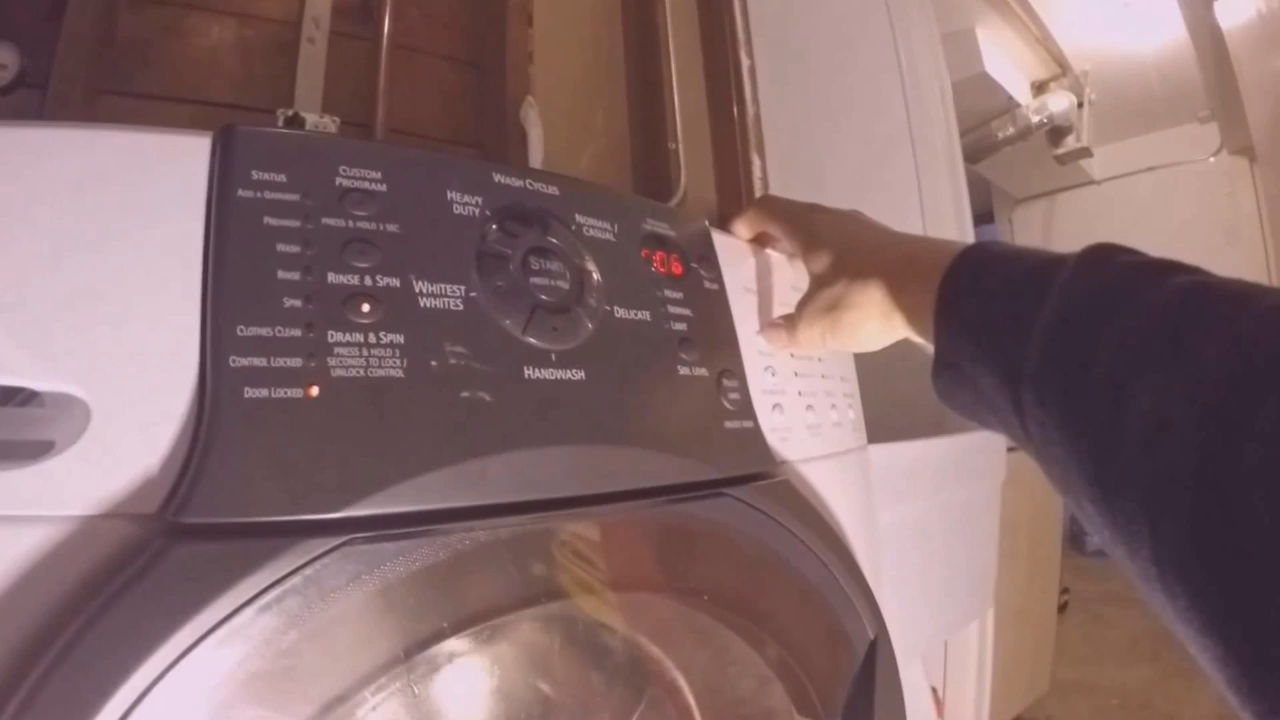 STATUS
ADD A GARMENT
PREWASH
WASH
RINSE
SPIN
CLOTHES CLEAN
CONTROL LOCKED
DOOR LOCKED
CUSTOM
PROGRAM
PRESS & HOLD 3 SEC.
RINSE & SPIN
DRAIN & SPIN
PRESS & HOLD 3
SECONDS TO LOCK /
UNLOCK CONTROL
WASH CYCLES
HEAVY
DUTY
NORMAL /
CASUAL
START
WHITEST
WHITES
DELICATE
HANDWASH
:06
HEAVY
NORMAL
LIGHT
SOIL LEVEL